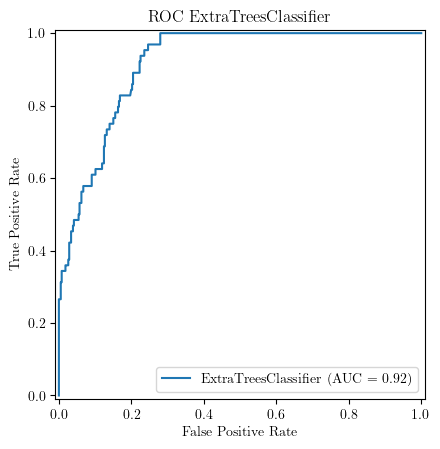 ROC ExtraTreesClassifier
1.0
0.8
0.6
0.4
0.2
0.0
True Positive Rate
ExtraTreesClassifier (AUC = 0.92)
0.0 0.2 0.4 0.6 0.8 1.0
False Positive Rate